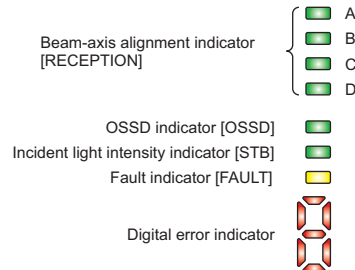 Beam-axis alignment indicator
[RECEPTION]
A
B
C
D
OSSD indicator [OSSD]
Incident light intensity indicator [STB]
Fault indicator [FAULT]
Digital error indicator